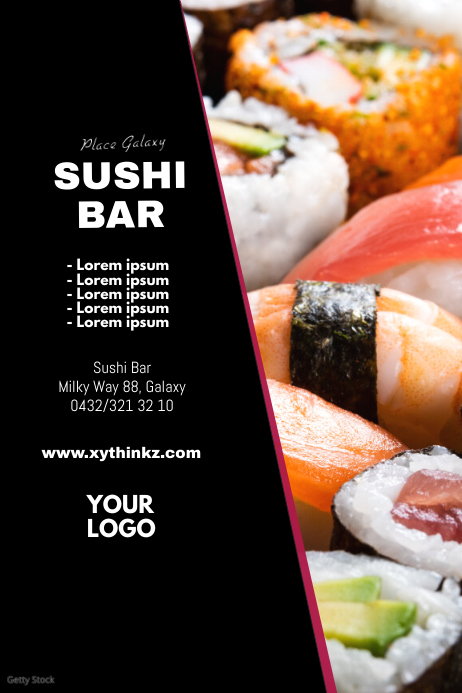 Place Galaxy
SUSHI
BAR
- Lorem ipsum
- Lorem ipsum
- Lorem ipsum
- Lorem ipsum
- Lorem ipsum
Sushi Bar
Milky Way 88, Galaxy
0432/321 32 10
www.xythinkz.com
YOUR
LOGO
Getty Stock